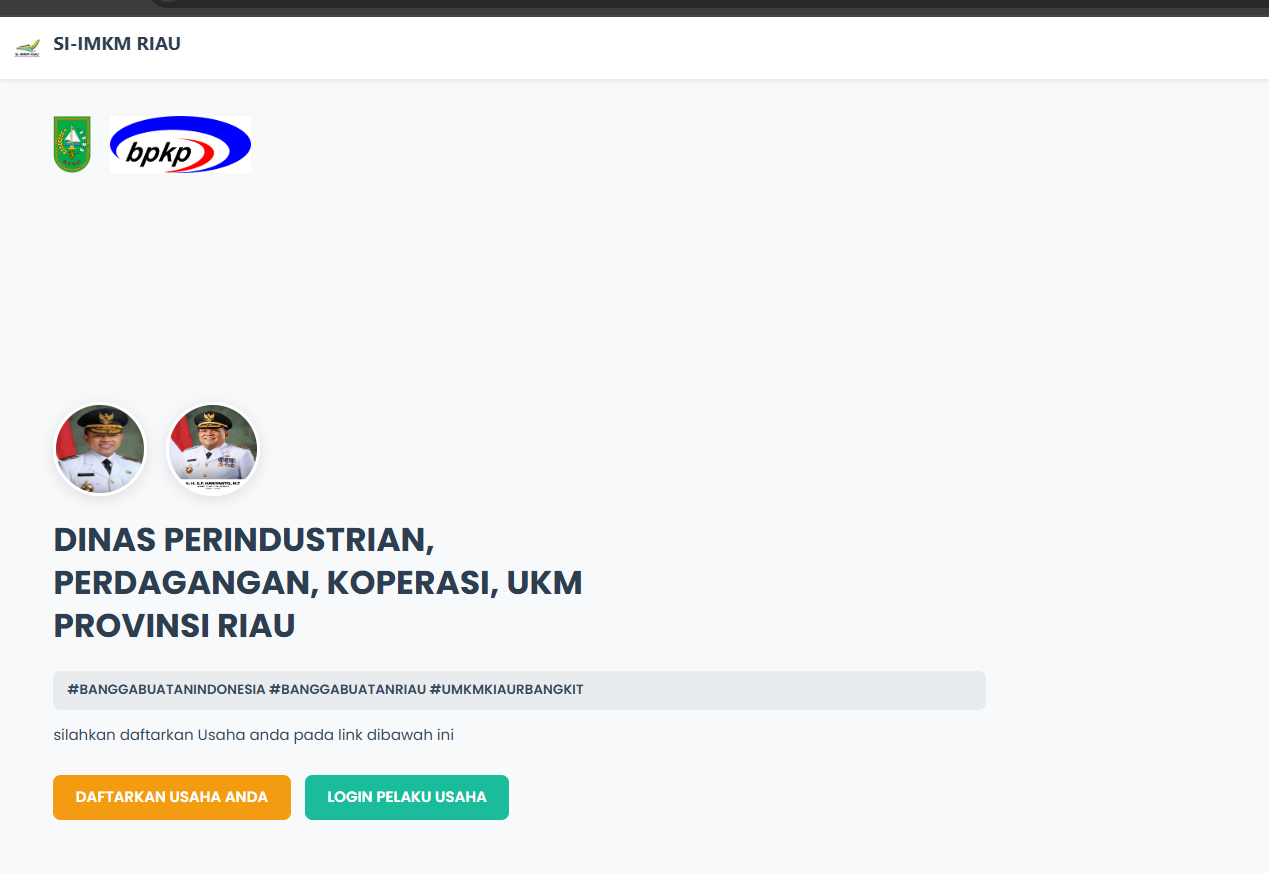 SI-IMKM RIAU
bpkp
DINAS PERINDUSTRIAN,
PERDAGANGAN, KOPERASI, UKM
PROVINSI RIAU
#BANGGABUATANINDONESIA #BANGGABUATANRIAU #UMKMKIAURBANGKIT
silahkan daftarkan Usaha anda pada link dibawah ini
DAFTARKAN USAHA ANDA
LOGIN PELAKU USAHA